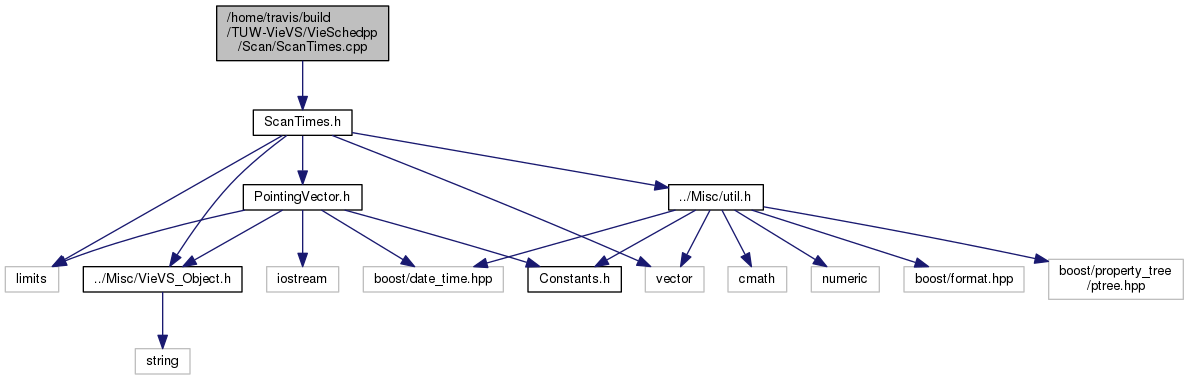 /home/travis/build
/TUW-VieVS/VieSchedpp
/Scan/ScanTimes.cpp
ScanTimes.h
PointingVector.h
../Misc/util.h
limits
../Misc/VieVS_Object.h
iostream
boost/date_time.hpp
Constants.h
vector
cmath
numeric
boost/format.hpp
boost/property_tree
/ptree.hpp
string